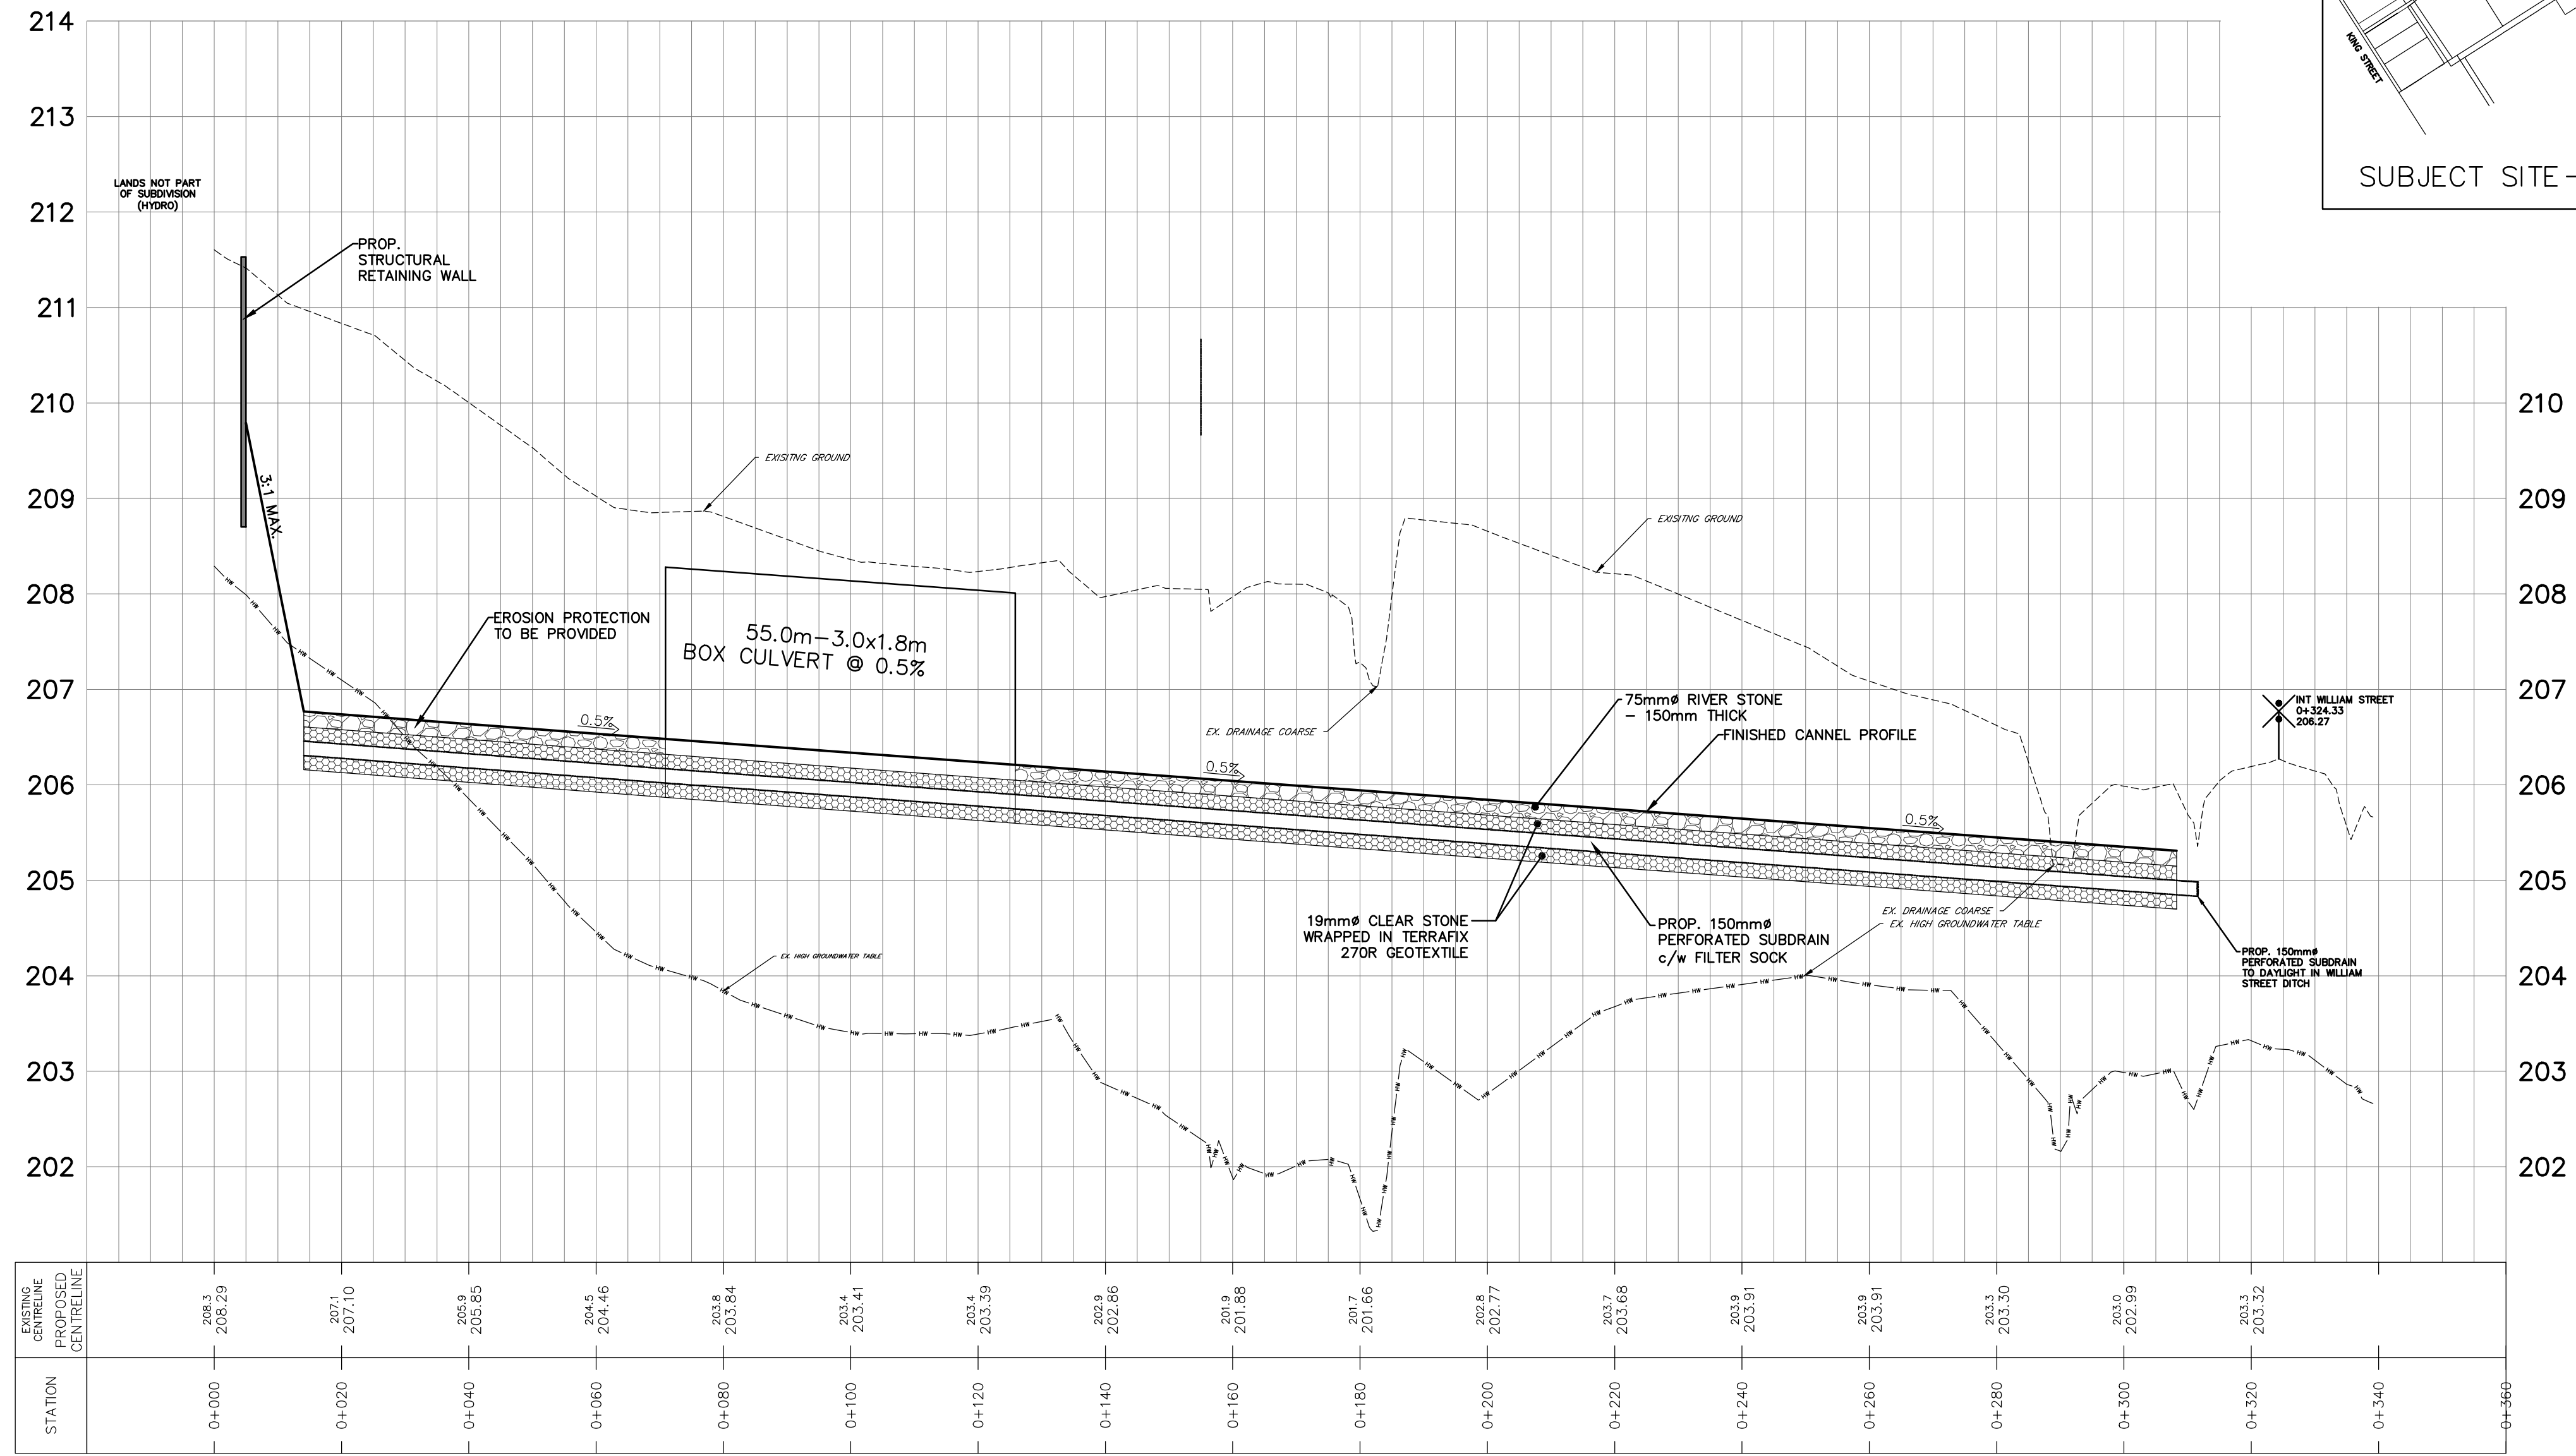 214
213
212
211
210
209
208
207
206
205
204
203
202
210
209
208
207
206
205
204
203
202
KING STREET
SUBJECT SITE-
LANDS NOT PART
OF SUBDIVISION
(HYDRO)
PROP.
STRUCTURAL
RETAINING WALL
3:1 MAX.
EXISITNG GROUND
EROSION PROTECTION
TO BE PROVIDED
0.5%
55.0m-3.0x1.8m
BOX CULVERT @ 0.5%
EX. DRAINAGE COARSE
0.5%
EXISITNG GROUND
75mmø RIVER STONE
- 150mm THICK
FINISHED CANNEL PROFILE
0.5%
INT WILLIAM STREET
0+324.33
206.27
19mmø CLEAR STONE
WRAPPED IN TERRAFIX
270R GEOTEXTILE
PROP. 150mmø
PERFORATED SUBDRAIN
c/w FILTER SOCK
EX. DRAINAGE COARSE
EX. HIGH GROUNDWATER TABLE
PROP. 150mmø
PERFORATED SUBDRAIN
TO DAYLIGHT IN WILLIAM
STREET DITCH
EX. HIGH GROUNDWATER TABLE
EXISTING
CENTRELINE
PROPOSED
CENTRELINE
208.3
208.29
207.1
207.10
205.9
205.85
204.5
204.46
203.8
203.84
203.4
203.41
203.4
203.39
202.9
202.86
201.9
201.88
201.7
201.66
202.8
202.77
203.7
203.68
203.9
203.91
203.9
203.91
203.3
203.30
203.0
202.99
203.3
203.32
STATION
0+000
0+020
0+040
0+060
0+080
0+100
0+120
0+140
0+160
0+180
0+200
0+220
0+240
0+260
0+280
0+300
0+320
0+340
0+360